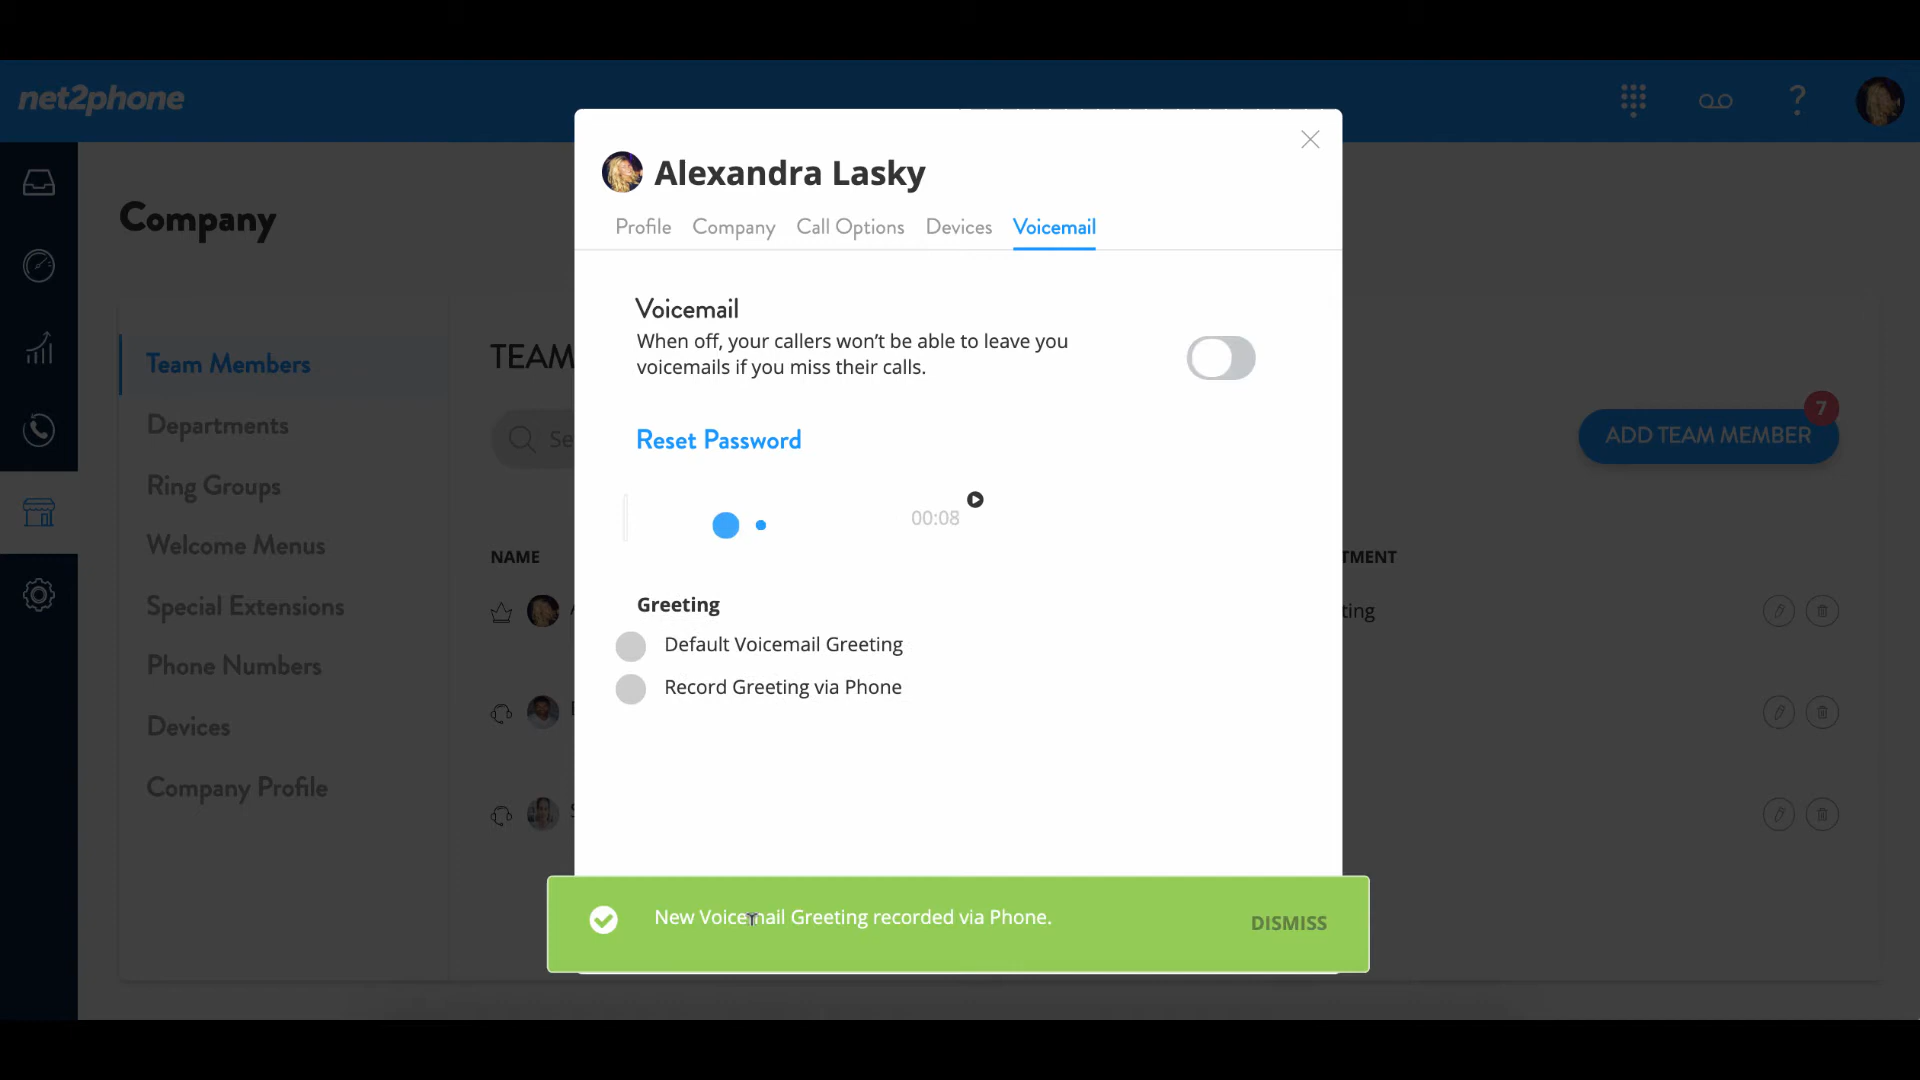 net2phone
Alexandra Lasky
Profile Company Call Options Devices Voicemail
Company
Voicemail
When off, your callers won't be able to leave you
voicemails if you miss their calls.
Team Members
Departments
Ring Groups
Welcome Menus
Special Extensions
Phone Numbers
Devices
Company Profile
TEAM
7
ADD TEAM MEMBER
Se
Reset Password
00:08
NAME
TMENT
ting
Greeting
Default Voicemail Greeting
Record Greeting via Phone
New Voicemail Greeting recorded via Phone.
DISMISS